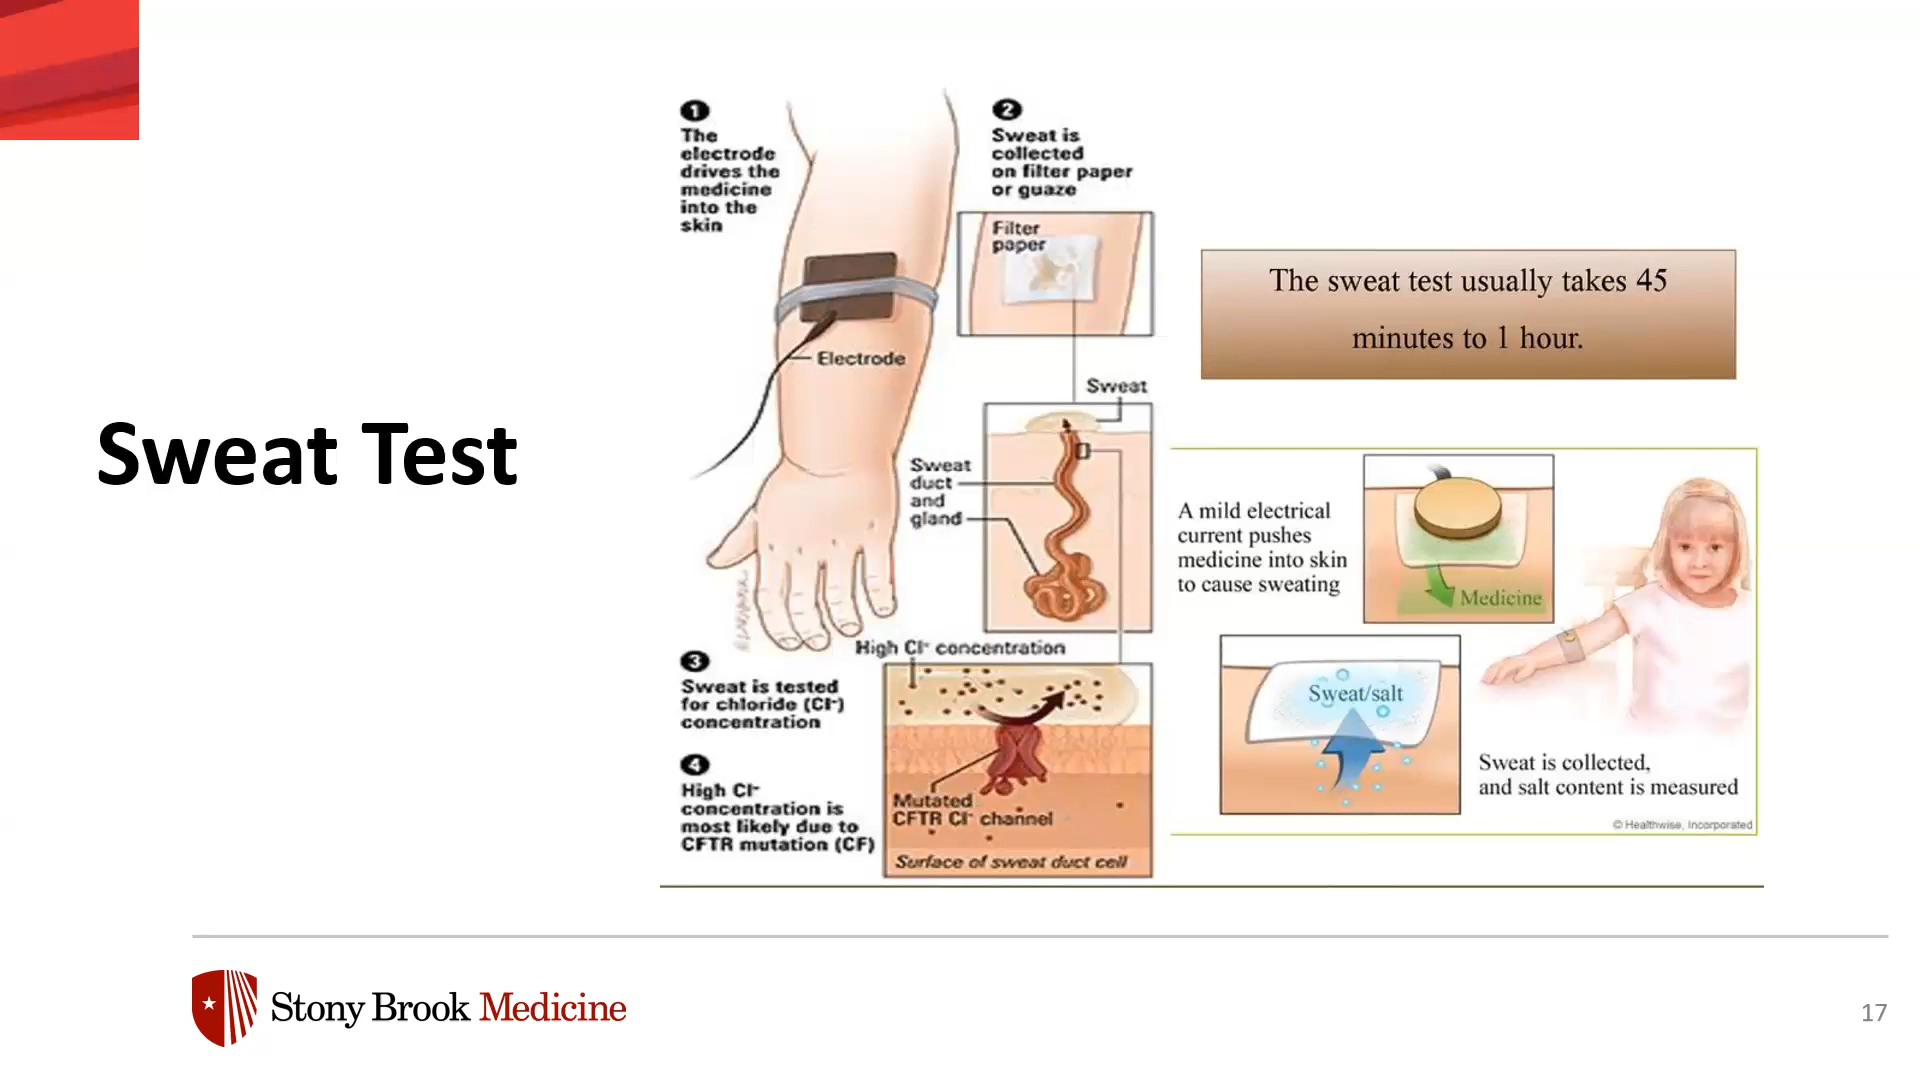 Sweat Test
1
The
electrode
drives the
medicine
into the
skin
Electrode
2
Sweat is
collected
on filter paper
or guaze
Filter
paper
Sweat
Sweat
duct
and
gland
High Cl⁻ concentration
3
Sweat is tested
for chloride (Cl⁻)
concentration
4
High Cl⁻
concentration is
most likely due to
CFTR mutation (CF)
Mutated
CFTR Cl⁻ channel
Surface of sweat duct cell
The sweat test usually takes 45
minutes to 1 hour.
A mild electrical
current pushes
medicine into skin
to cause sweating
Medicine
Sweat/salt
Sweat is collected,
and salt content is measured
© Healthwise, Incorporated
Stony Brook Medicine
17